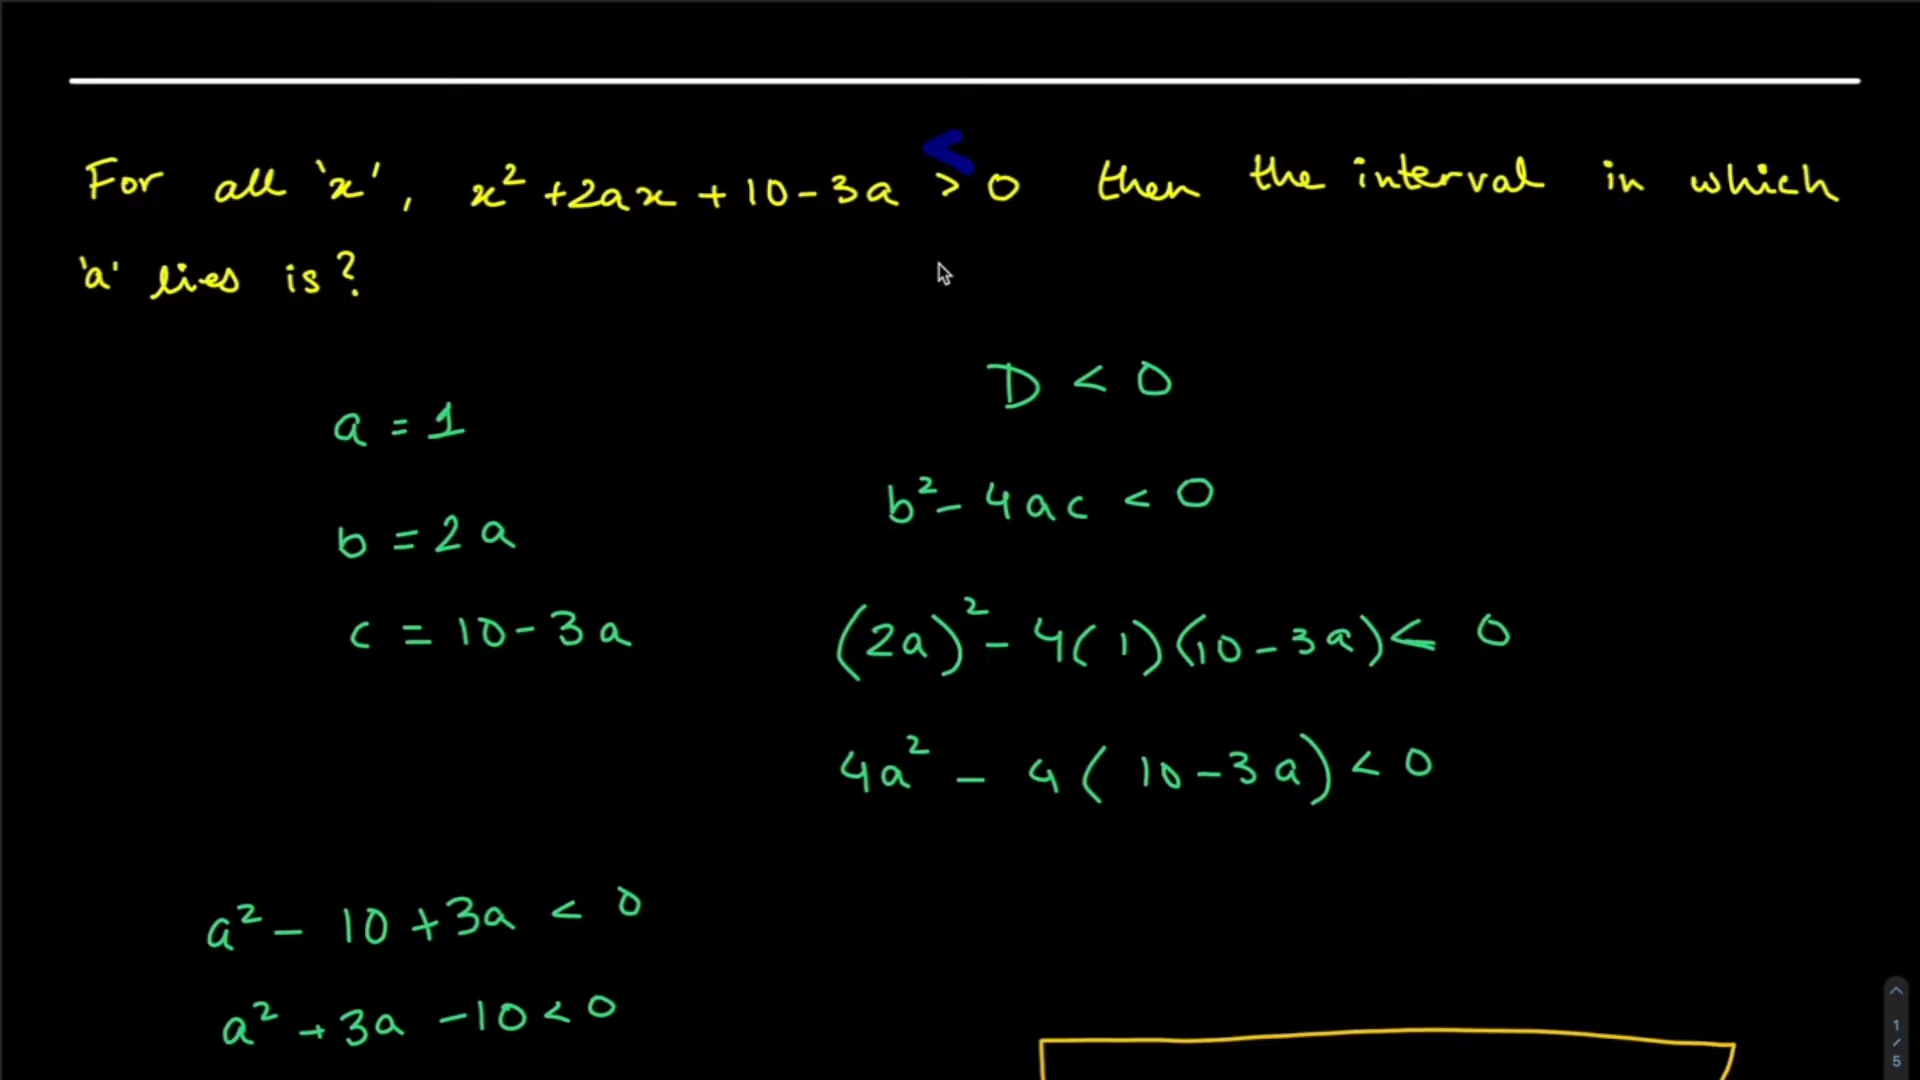 <
For all 'x', x² + 2ax + 10 - 3a > 0 then the interval in which
'a' lies is?
D < 0
a = 1
b² - 4ac < 0
b = 2a
(2a)² - 4(1)(10 - 3a) < 0
c = 10 - 3a
4a² - 4(10 - 3a) < 0
a² - 10 + 3a < 0
a² + 3a - 10 < 0
1
/
5